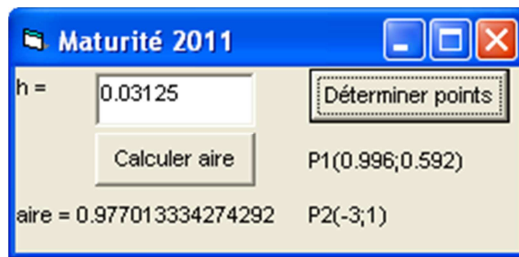 Maturité 2011
h = 0.03125 Déterminer points
Calculer aire P1(0.996;0.592)
aire = 0.977013334274292 P2(-3;1)